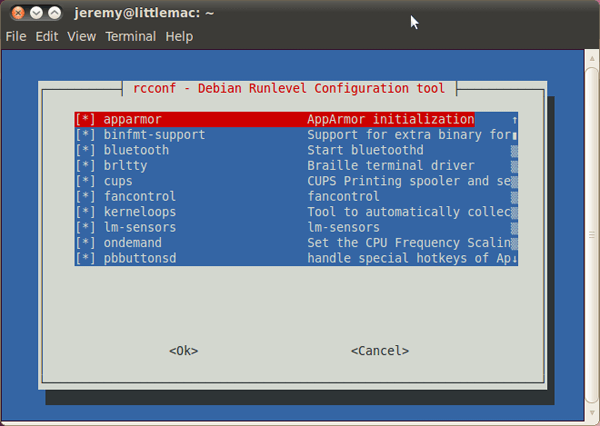 jeremy@littlemac: ~
File Edit View Terminal Help
rcconf - Debian Runlevel Configuration tool
[*] apparmor AppArmor initialization
[*] binfmt-support Support for extra binary for
[*] bluetooth Start bluetoothd
[*] brltty Braille terminal driver
[*] cups CUPS Printing spooler and se
[*] fancontrol fancontrol
[*] kerneloops Tool to automatically collec
[*] lm-sensors lm-sensors
[*] ondemand Set the CPU Frequency Scalin
[*] pbbuttonsd handle special hotkeys of Ap
<Ok> <Cancel>